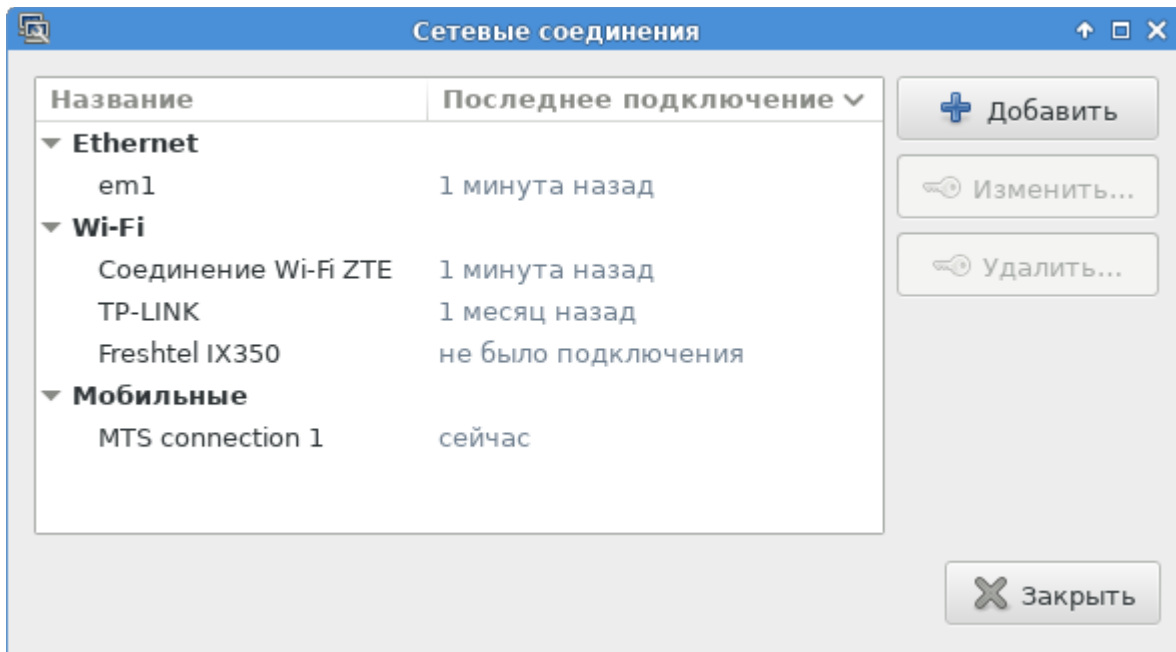 Сетевые соединения
Название Последнее подключение
Добавить
Ethernet
em1 1 минута назад
Изменить...
Wi-Fi
Соединение Wi-Fi ZTE 1 минута назад
Удалить...
TP-LINK 1 месяц назад
Freshtel IX350 не было подключения
Мобильные
MTS connection 1 сейчас
Закрыть